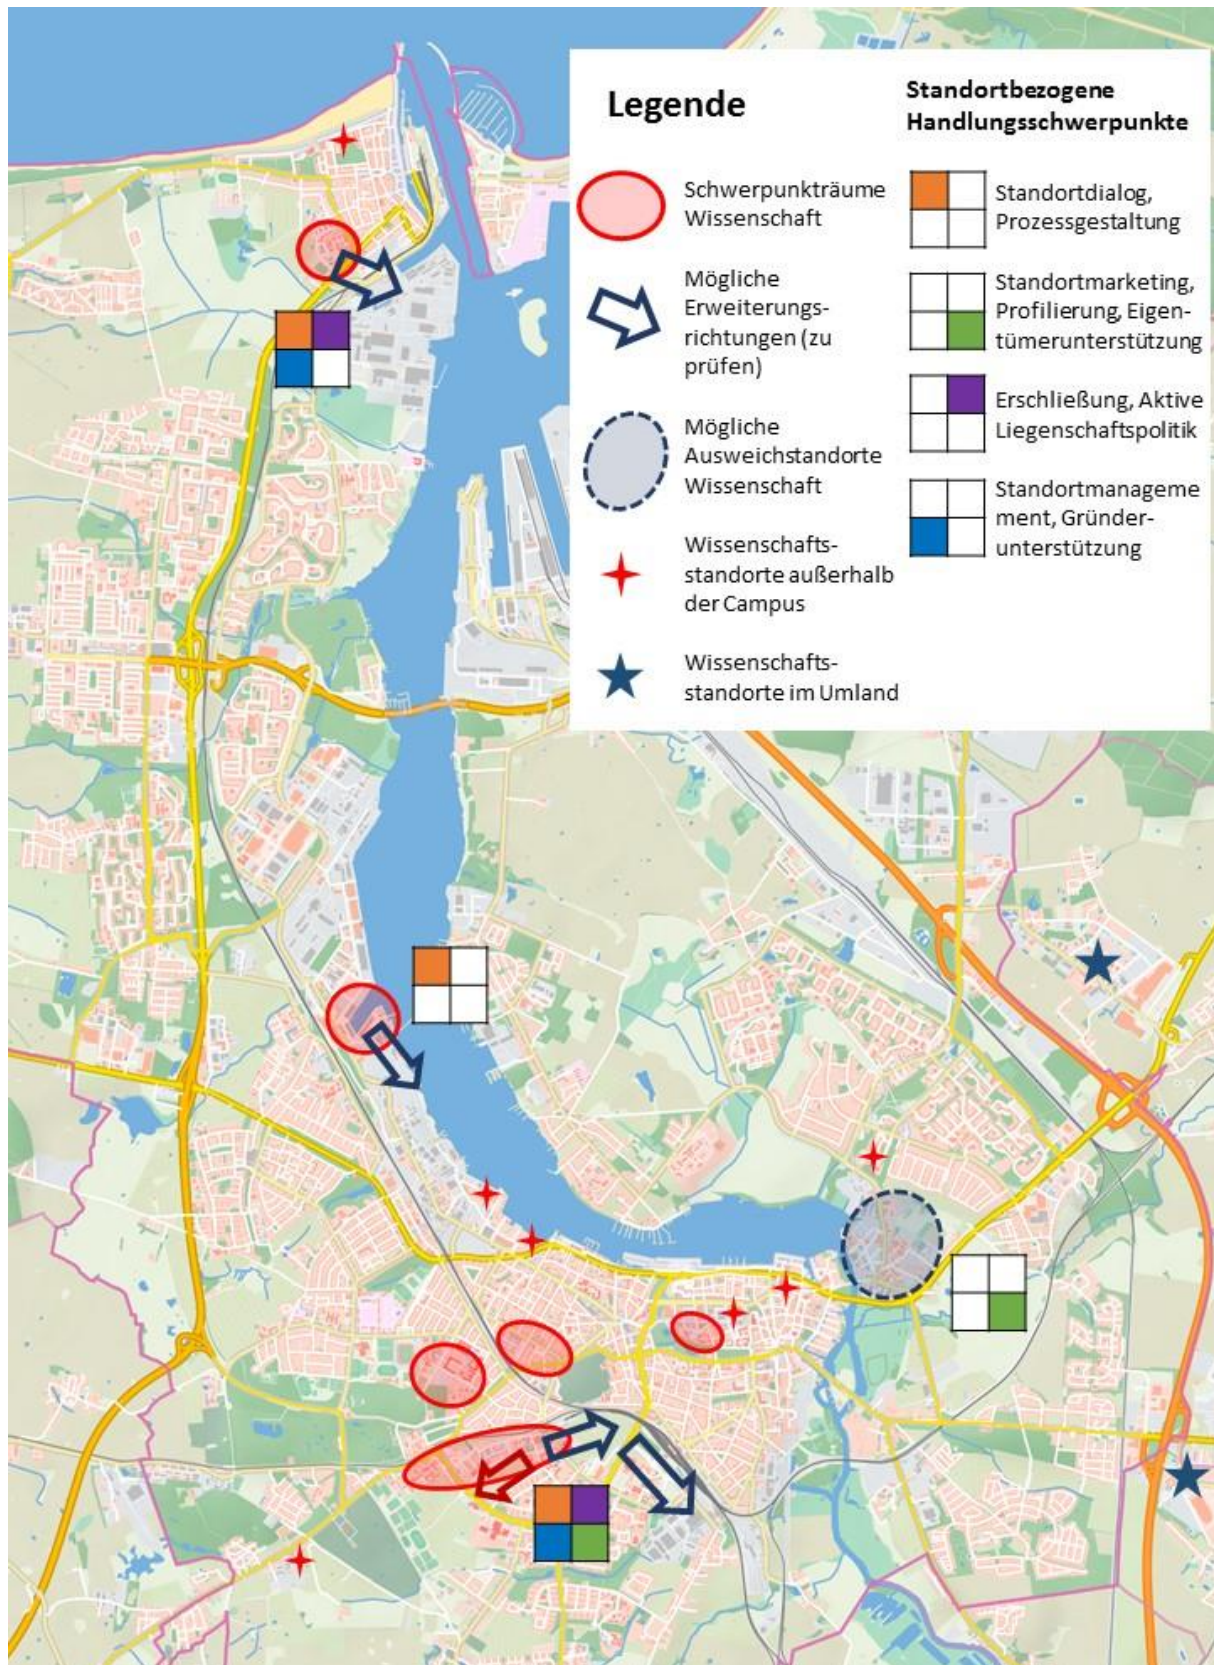 Legende
Schwerpunkträume
Wissenschaft
Mögliche
Erweiterungs-
richtungen (zu
prüfen)
Mögliche
Ausweichstandorte
Wissenschaft
Wissenschafts-
standorte außerhalb
der Campus
Wissenschafts-
standorte im Umland
Standortbezogene
Handlungsschwerpunkte
Standortdialog,
Prozessgestaltung
Standortmarketing,
Profilierung, Eigen-
tümerunterstützung
Erschließung, Aktive
Liegenschaftspolitik
Standortmanageme
ment, Gründer-
unterstützung